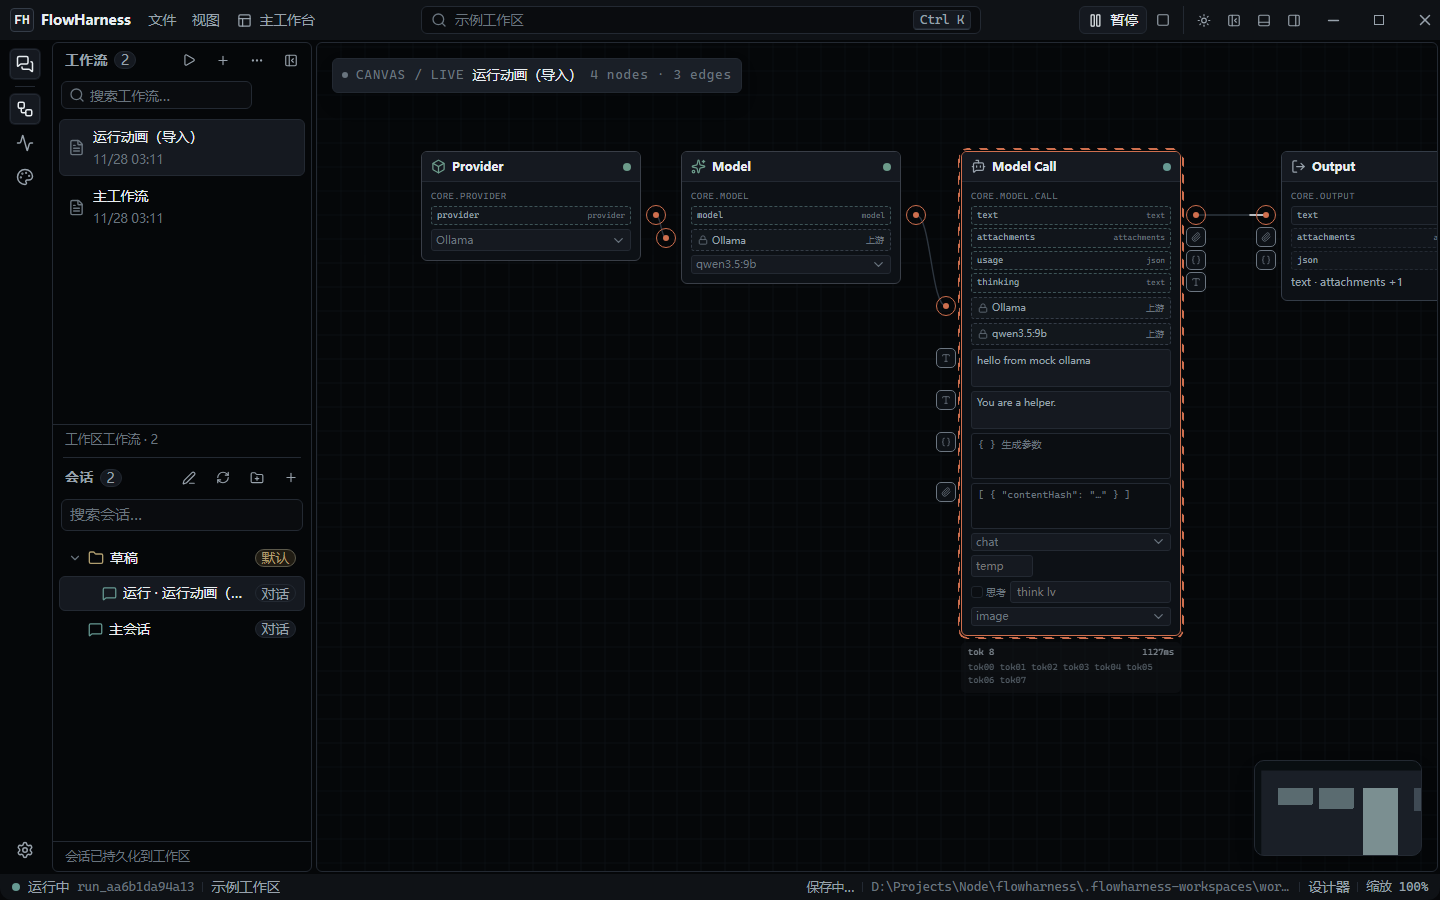 FH FlowHarness 文件 视图 主工作台 示例工作区 Ctrl K 暂停
工作流 2
搜索工作流...
运行动画（导入）
11/28 03:11
主工作流
11/28 03:11
工作区工作流 · 2
会话 2
搜索会话...
草稿 默认
运行 · 运行动画（... 对话
主会话 对话
会话已持久化到工作区
CANVAS / LIVE 运行动画（导入） 4 nodes · 3 edges
Provider
CORE.PROVIDER
provider provider
Ollama
Model
CORE.MODEL
model model
Ollama 上游
qwen3.5:9b
Model Call
CORE.MODEL.CALL
text text
attachments attachments
usage json
thinking text
Ollama 上游
qwen3.5:9b 上游
T
hello from mock ollama
T
You are a helper.
{} { } 生成参数
[ { "contentHash": "…" } ]
chat
temp
思考 think lv
image
tok 8 1127ms
tok00 tok01 tok02 tok03 tok04 tok05
tok06 tok07
{}
T
Output
CORE.OUTPUT
text
attachments a
{} json
text · attachments +1
运行中 run_aa6b1da94a13 示例工作区 保存中... D:\Projects\Node\flowharness\.flowharness-workspaces\wor... 设计器 缩放 100%